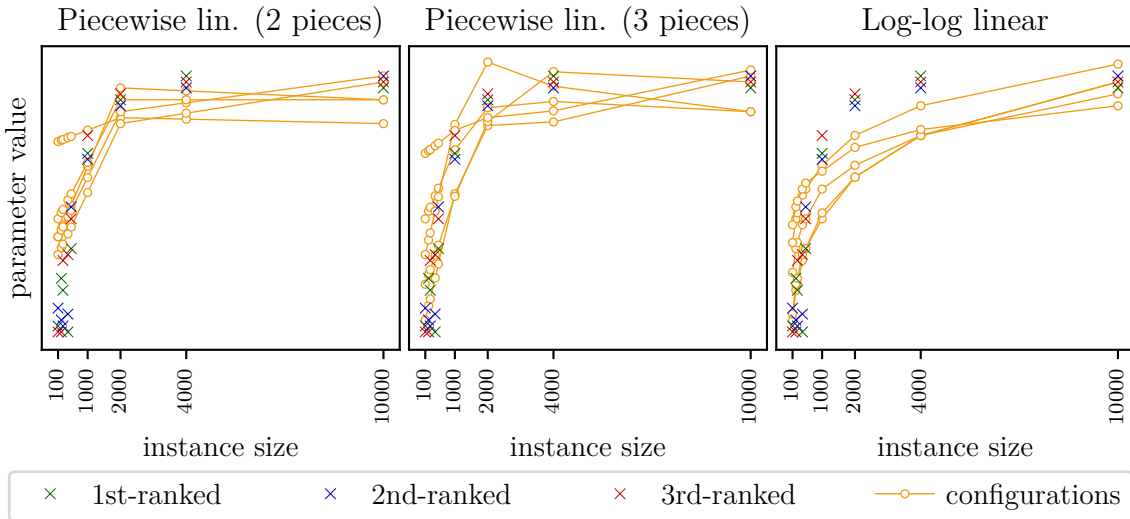 Piecewise lin. (2 pieces) Piecewise lin. (3 pieces) Log-log linear
parameter value
100 1000 2000 4000 10000 100 1000 2000 4000 10000 100 1000 2000 4000 10000
instance size instance size instance size
1st-ranked 2nd-ranked 3rd-ranked configurations